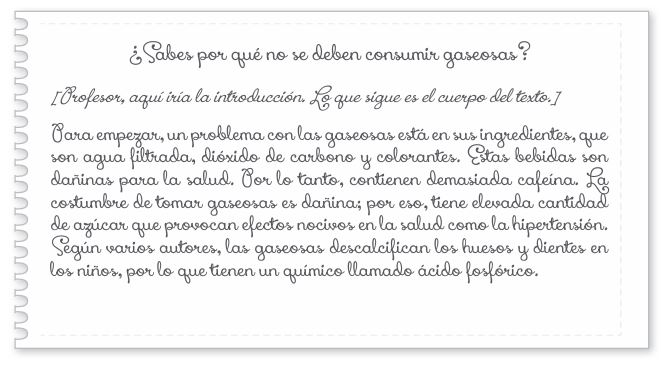 ¿Sabes por qué no se deben consumir gaseosas?
[Profesor, aquí iría la introducción. Lo que sigue es el cuerpo del texto.]
Para empezar, un problema con las gaseosas está en sus ingredientes, que
son agua filtrada, dióxido de carbono y colorantes. Estas bebidas son
dañinas para la salud. Por lo tanto, contienen demasiada cafeína. La
costumbre de tomar gaseosas es dañina; por eso, tiene elevada cantidad
de azúcar que provocan efectos nocivos en la salud como la hipertensión.
Según varios autores, las gaseosas descalcifican los huesos y dientes en
los niños, por lo que tienen un químico llamado ácido fosfórico.